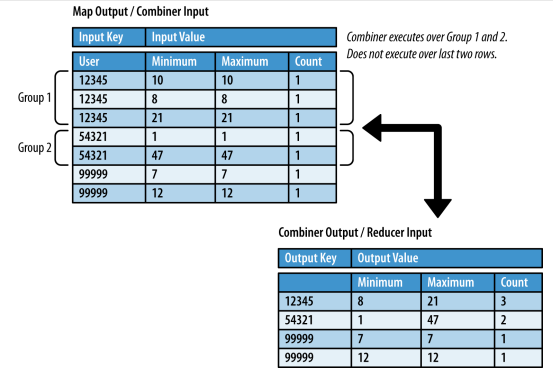 Map Output / Combiner Input
Input Key Input Value
User Minimum Maximum Count
12345 10 10 1
12345 8 8 1
12345 21 21 1
54321 1 1 1
54321 47 47 1
99999 7 7 1
99999 12 12 1
Group 1
Group 2
Combiner executes over Group 1 and 2.
Does not execute over last two rows.
Combiner Output / Reducer Input
Output Key Output Value
Minimum Maximum Count
12345 8 21 3
54321 1 47 2
99999 7 7 1
99999 12 12 1